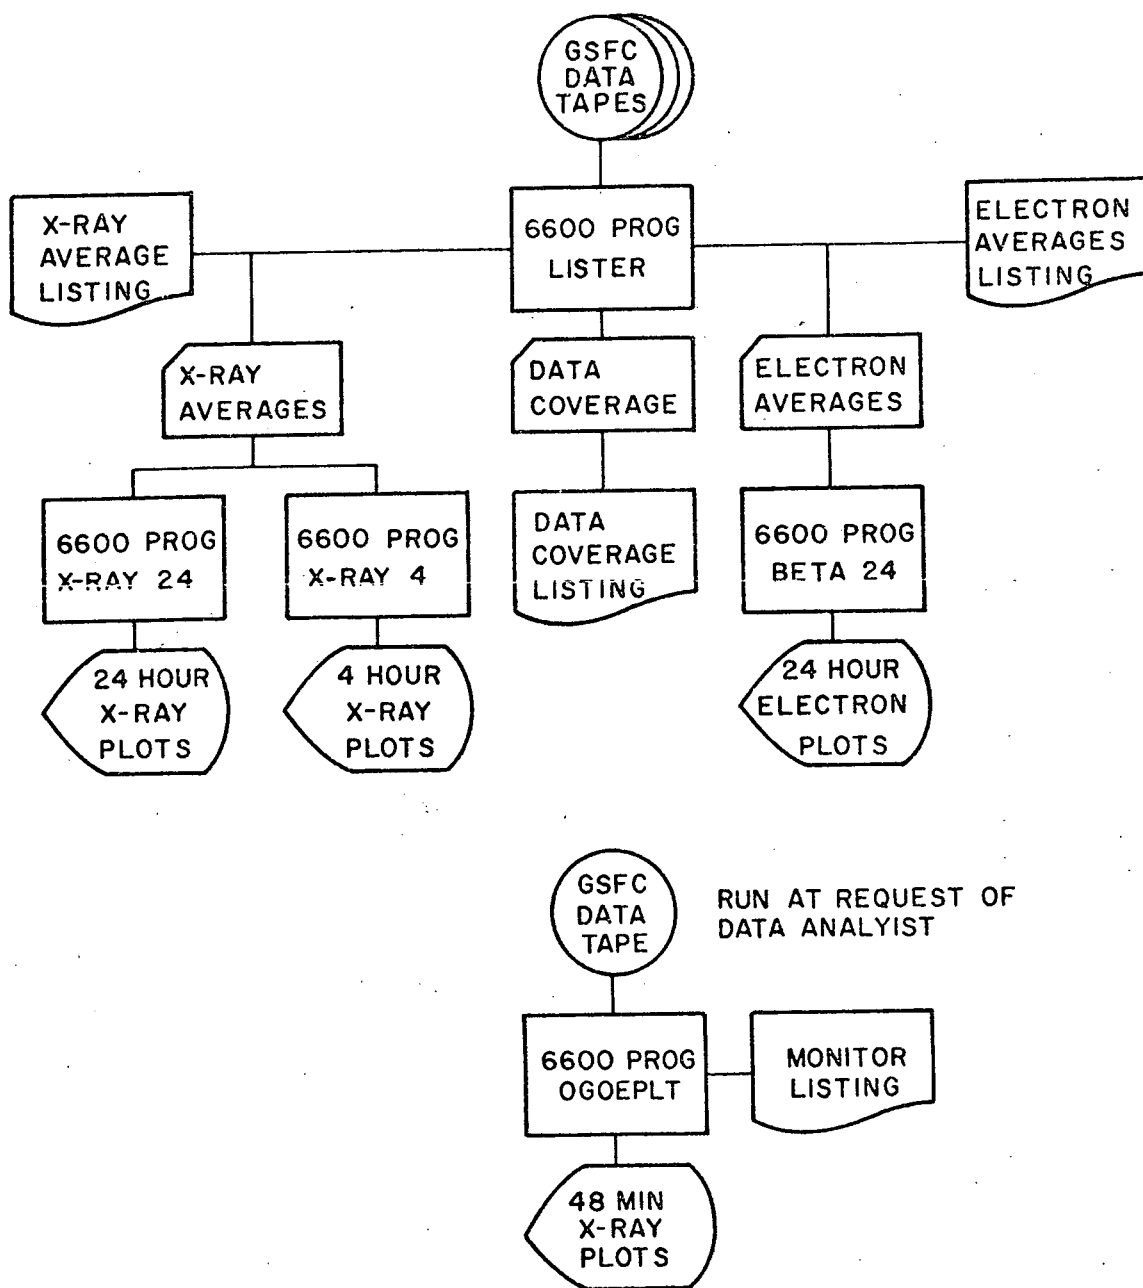 GSFC
DATA
TAPES
X-RAY
AVERAGE
LISTING
6600 PROG
LISTER
ELECTRON
AVERAGES
LISTING
X-RAY
AVERAGES
DATA
COVERAGE
ELECTRON
AVERAGES
6600 PROG
X-RAY 24
6600 PROG
X-RAY 4
DATA
COVERAGE
LISTING
6600 PROG
BETA 24
24 HOUR
X-RAY
PLOTS
4 HOUR
X-RAY
PLOTS
24 HOUR
ELECTRON
PLOTS
GSFC
DATA
TAPE
RUN AT REQUEST OF
DATA ANALYIST
6600 PROG
OGOEPLT
MONITOR
LISTING
48 MIN
X-RAY
PLOTS